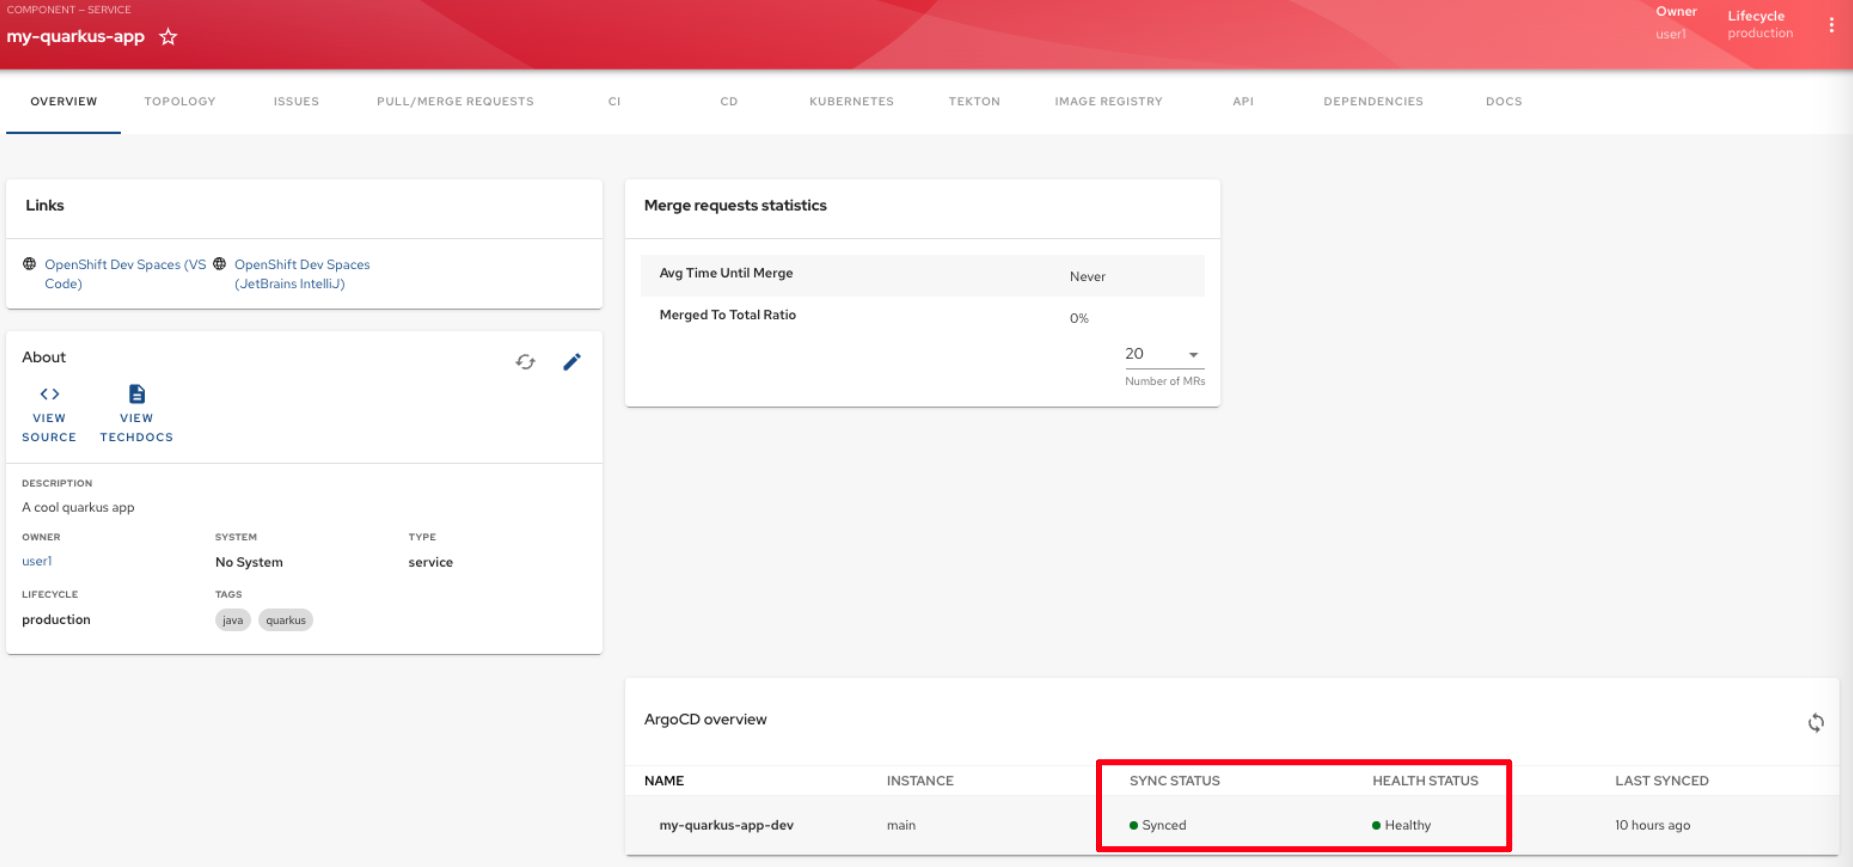 COMPONENT — SERVICE
my-quarkus-app
Owner
user1
Lifecycle
production
OVERVIEW TOPOLOGY ISSUES PULL/MERGE REQUESTS CI CD KUBERNETES TEKTON IMAGE REGISTRY API DEPENDENCIES DOCS
Links
OpenShift Dev Spaces (VS
Code)
OpenShift Dev Spaces
(JetBrains IntelliJ)
About
VIEW
SOURCE
VIEW
TECHDOCS
DESCRIPTION
A cool quarkus app
OWNER SYSTEM TYPE
user1 No System service
LIFECYCLE TAGS
production java quarkus
Merge requests statistics
Avg Time Until Merge Never
Merged To Total Ratio 0%
20
Number of MRs
ArgoCD overview
NAME INSTANCE SYNC STATUS HEALTH STATUS LAST SYNCED
my-quarkus-app-dev main Synced Healthy 10 hours ago